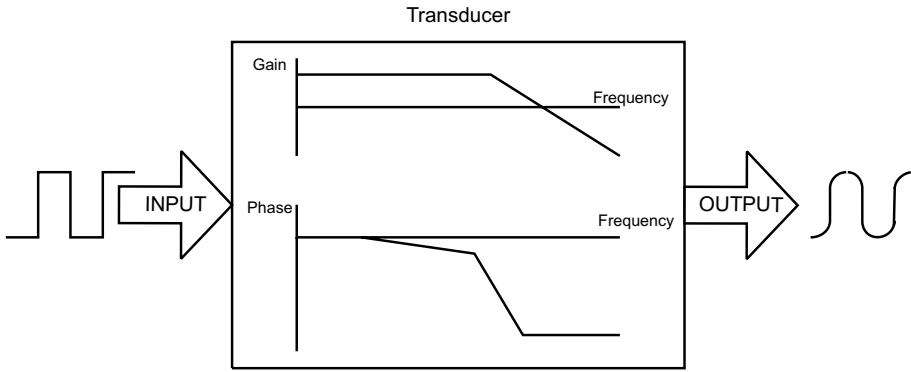 Transducer
Gain
Frequency
INPUT
OUTPUT
Phase
Frequency